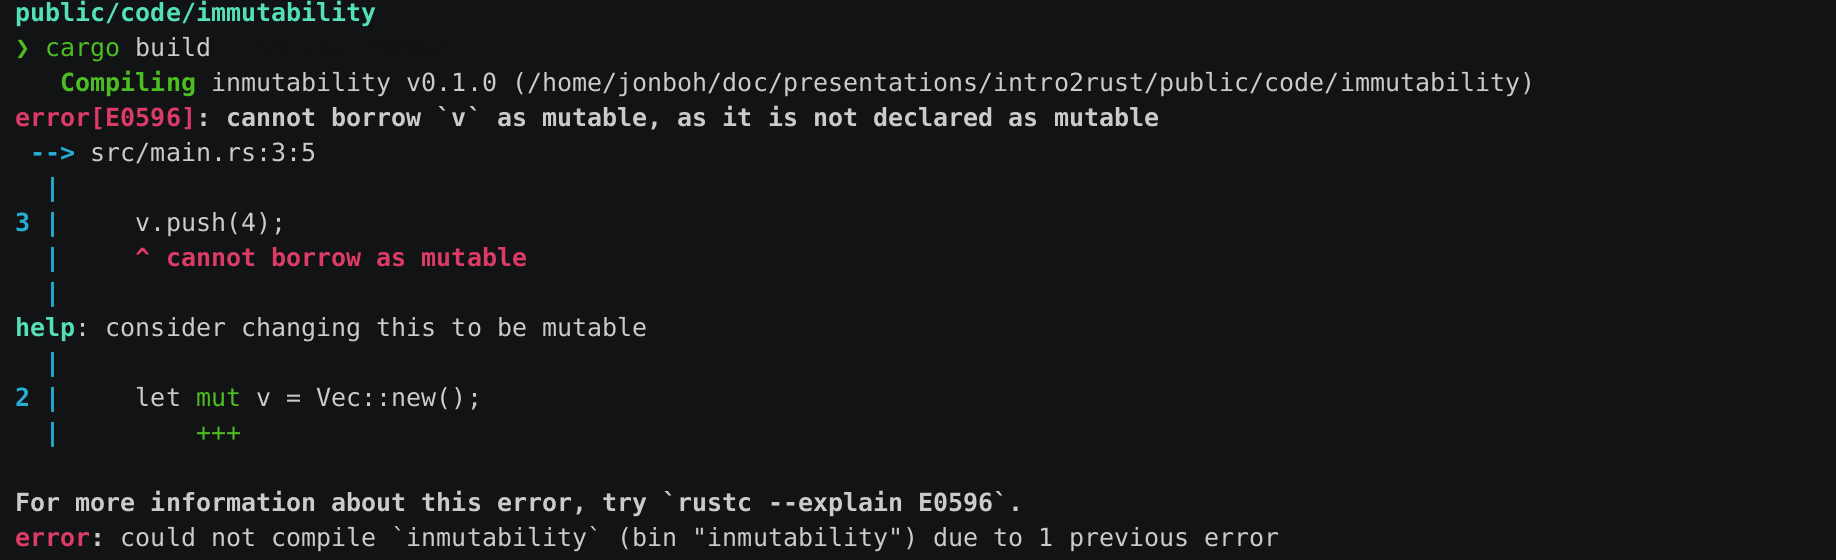 public/code/immutability
❯ cargo build
   Compiling inmutability v0.1.0 (/home/jonboh/doc/presentations/intro2rust/public/code/immutability)
error[E0596]: cannot borrow `v` as mutable, as it is not declared as mutable
 --> src/main.rs:3:5
  |
3 |     v.push(4);
  |     ^ cannot borrow as mutable
  |
help: consider changing this to be mutable
  |
2 |     let mut v = Vec::new();
  |         +++

For more information about this error, try `rustc --explain E0596`.
error: could not compile `inmutability` (bin "inmutability") due to 1 previous error